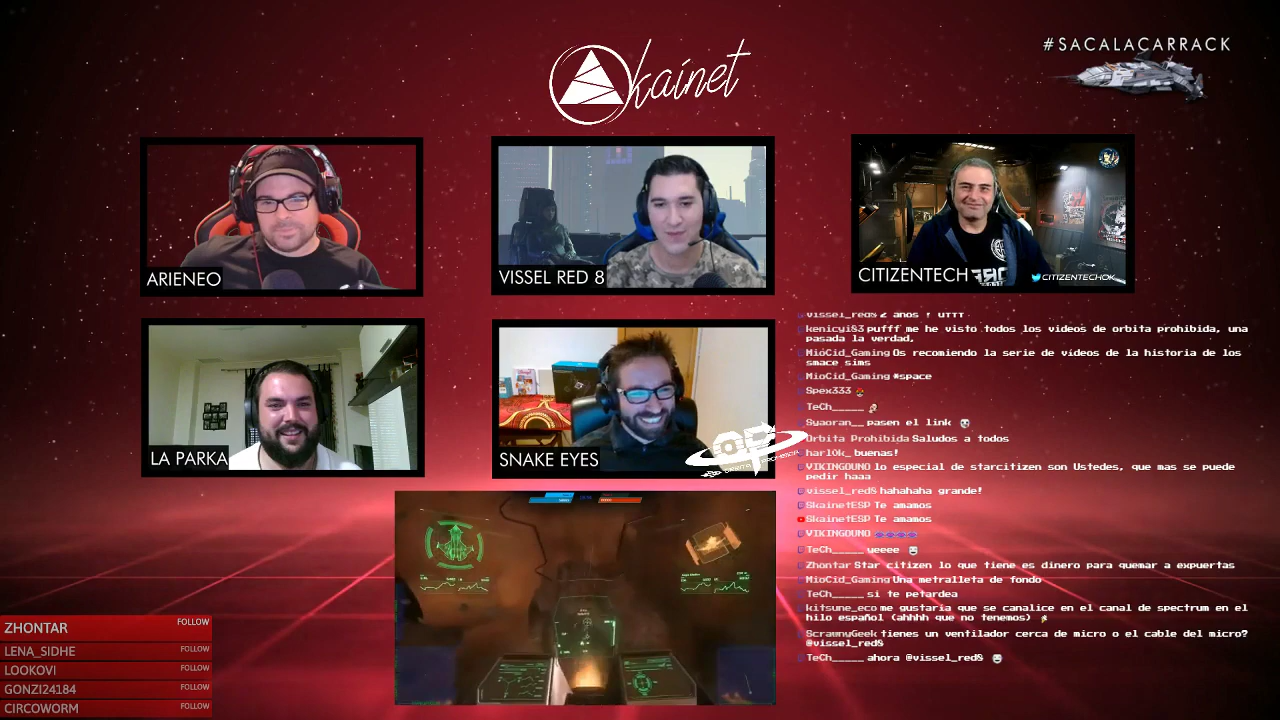 #SACALACARRACK
kainet
ARIENEO
VISSEL RED 8
CITIZENTECH
CITIZENTECHOK
LA PARKA
SNAKE EYES
OP
vissel_red8 2 años ? UFFF
kenicyi83 pufff me he visto todos los videos de orbita prohibida, una
pasada la verdad,
MioCid_Gaming Os recomiendo la serie de vídeos de la historia de los
smace sims
MioCid_Gaming #space
Spex333
TeCh_____
Syaoran__ pasen el link
Orbita Prohibida Saludos a todos
harl0k_ buenas!
VIKINGDUNO lo especial de starcitizen son Ustedes, que mas se puede
pedir haaa
vissel_red8 hahahaha grande!
SkainetESP Te amamos
SkainetESP Te amamos
VIKINGDUNO
TeCh_____ yeeee
Zhontar Star citizen lo que tiene es dinero para quemar a expuertas
MioCid_Gaming Una metralleta de fondo
TeCh_____ si te petardea
kitsune_eco me gustaria que se canalice en el canal de spectrum en el
hilo español (ahhhh que no tenemos)
ScrawnyGeek tienes un ventilador cerca de micro o el cable del micro?
@vissel_red8
TeCh_____ ahora @vissel_red8
ZHONTAR FOLLOW
LENA_SIDHE FOLLOW
LOOKOVI FOLLOW
GONZI24184 FOLLOW
CIRCOWORM FOLLOW